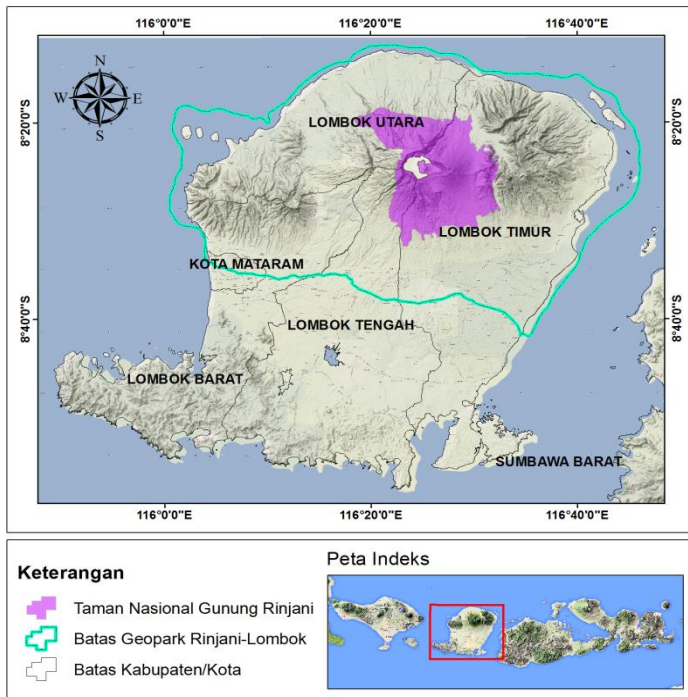 116°0'0"E 116°20'0"E 116°40'0"E
N
W E
S
8°20'0"S 8°20'0"S
LOMBOK UTARA
LOMBOK TIMUR
KOTA MATARAM
8°40'0"S 8°40'0"S
LOMBOK TENGAH
LOMBOK BARAT
SUMBAWA BARAT
116°0'0"E 116°20'0"E 116°40'0"E
Keterangan
Taman Nasional Gunung Rinjani
Batas Geopark Rinjani-Lombok
Batas Kabupaten/Kota
Peta Indeks